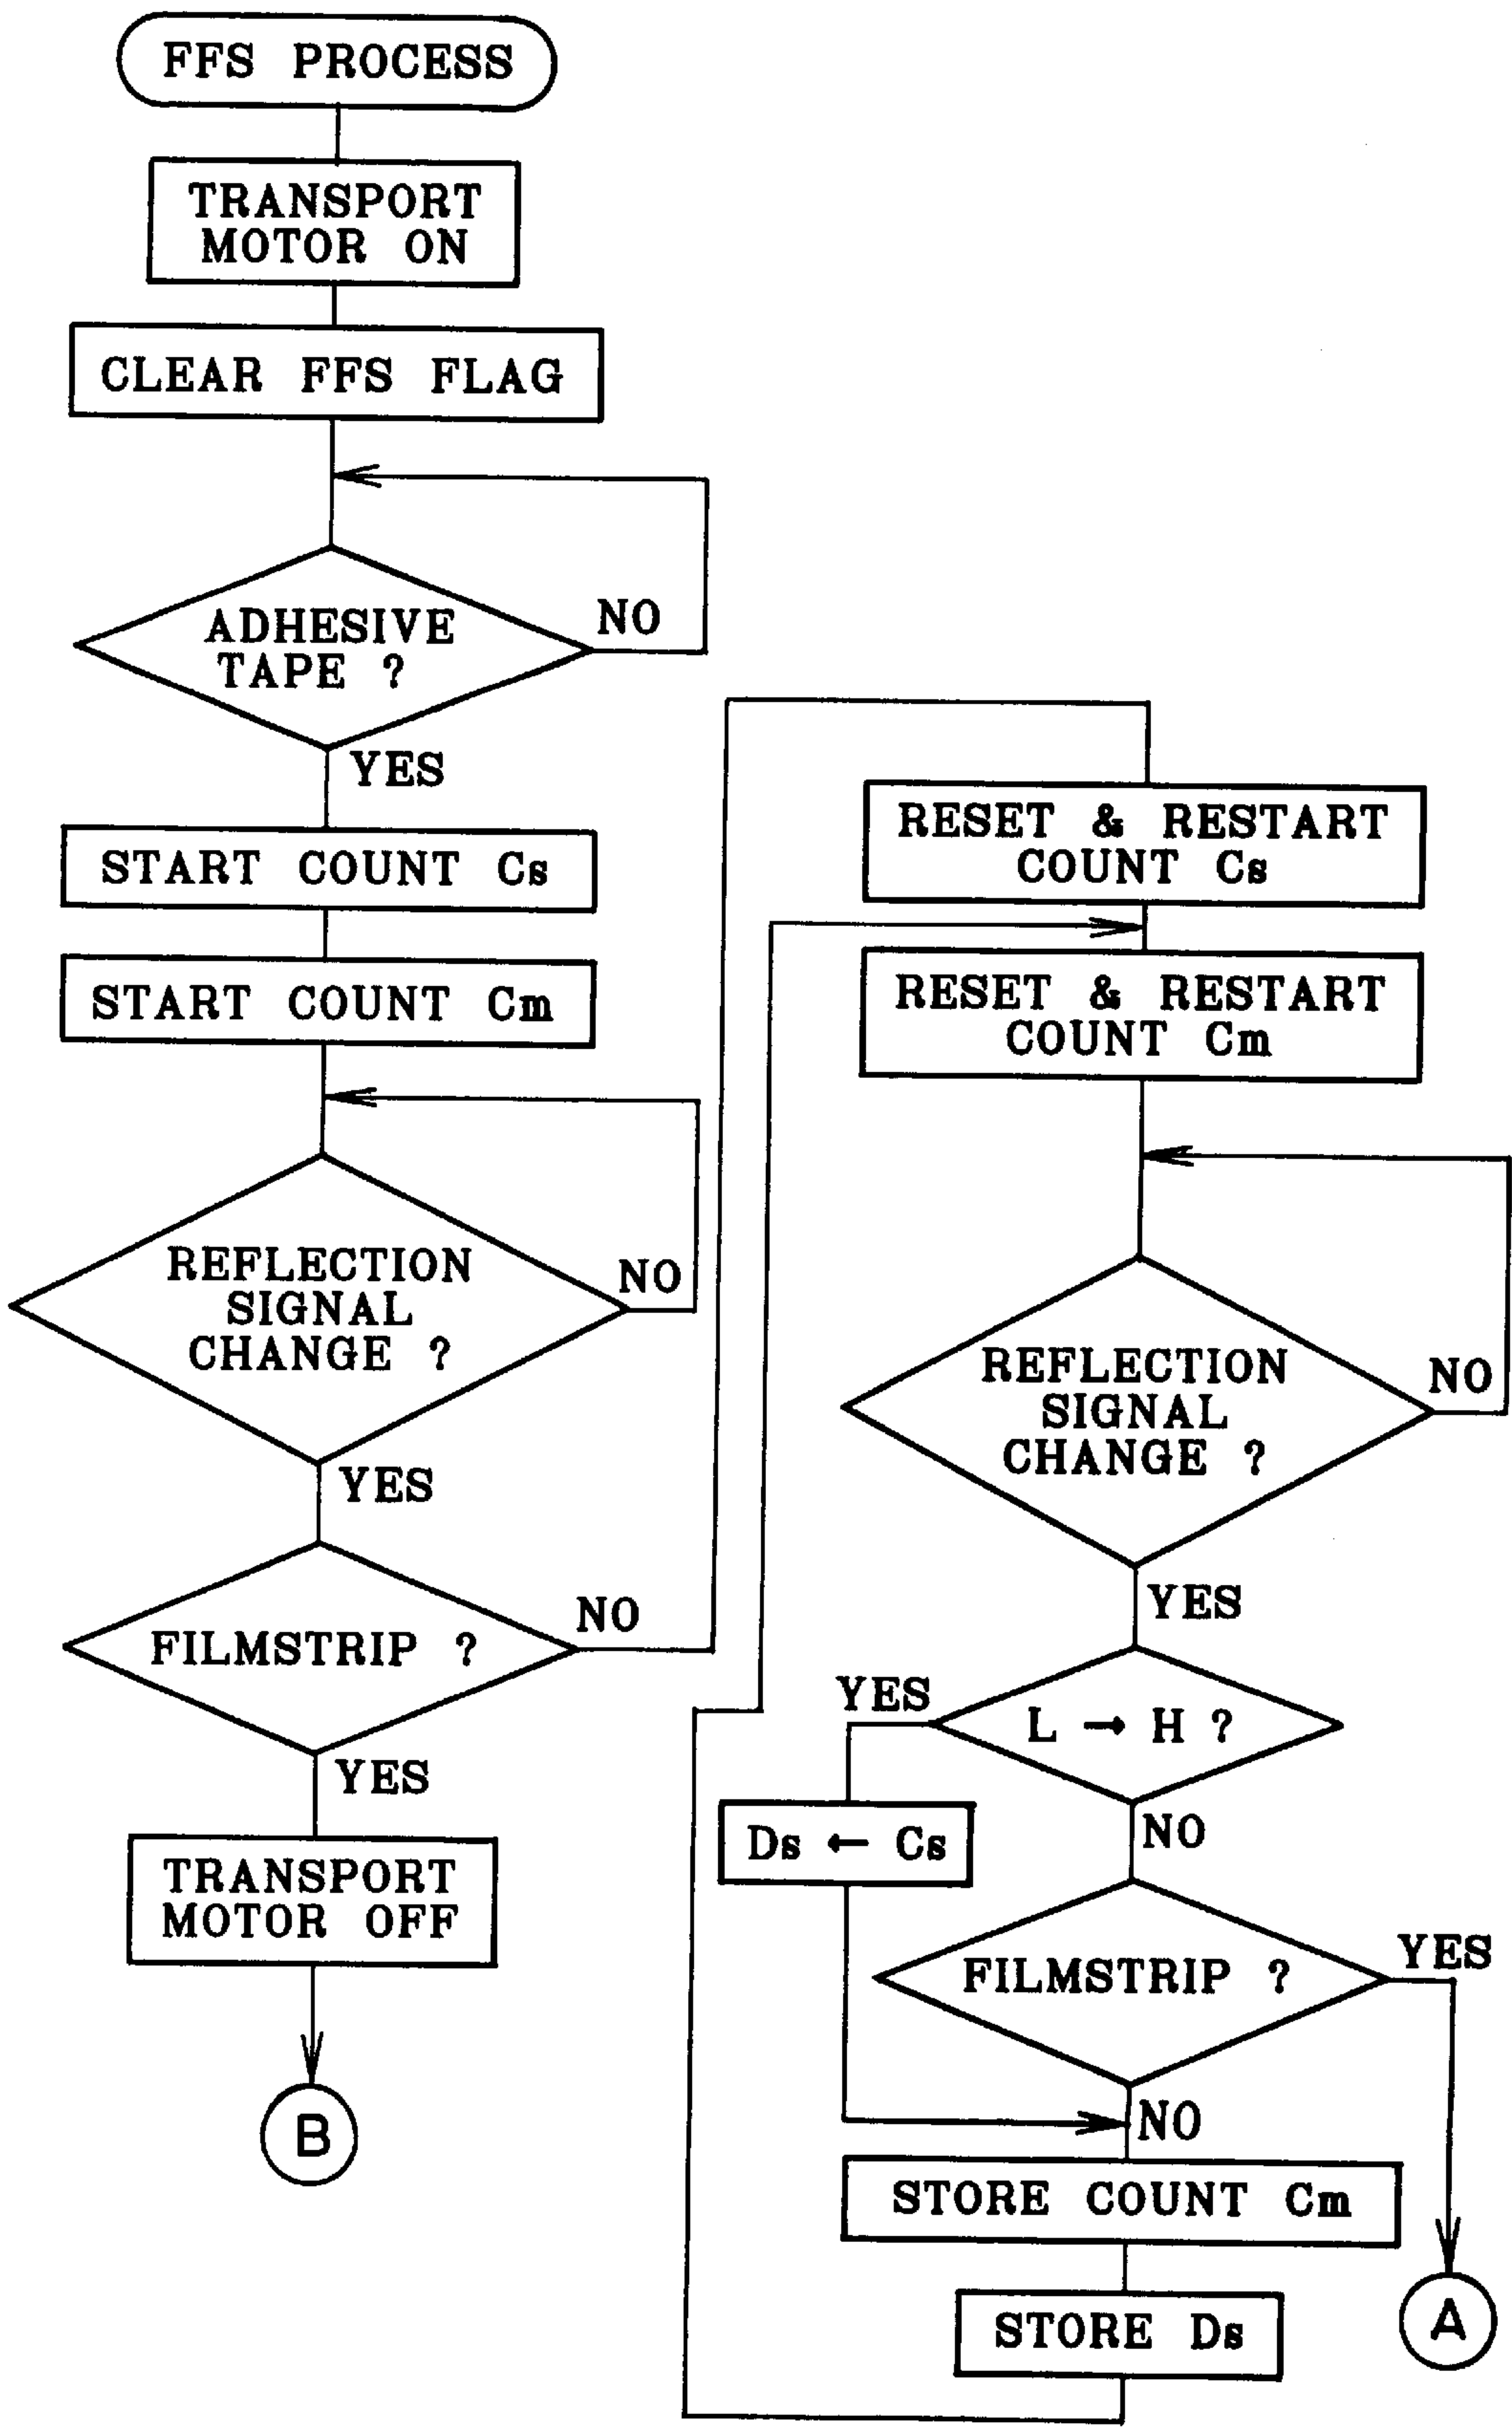 FFS PROCESS
TRANSPORT
MOTOR ON
CLEAR FFS FLAG
ADHESIVE
TAPE ?
NO
YES
START COUNT Cs
START COUNT Cm
REFLECTION
SIGNAL
CHANGE ?
NO
YES
FILMSTRIP ?
NO
YES
TRANSPORT
MOTOR OFF
B
RESET & RESTART
COUNT Cs
RESET & RESTART
COUNT Cm
REFLECTION
SIGNAL
CHANGE ?
NO
YES
L → H ?
YES
NO
Ds ← Cs
FILMSTRIP ?
YES
NO
STORE COUNT Cm
STORE Ds
A